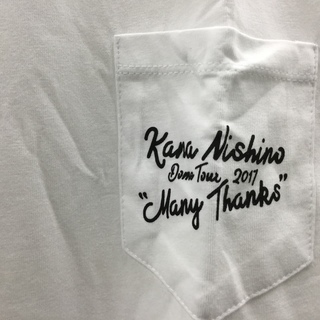 Kana Nishino
Dome Tour 2017
"Many Thanks"